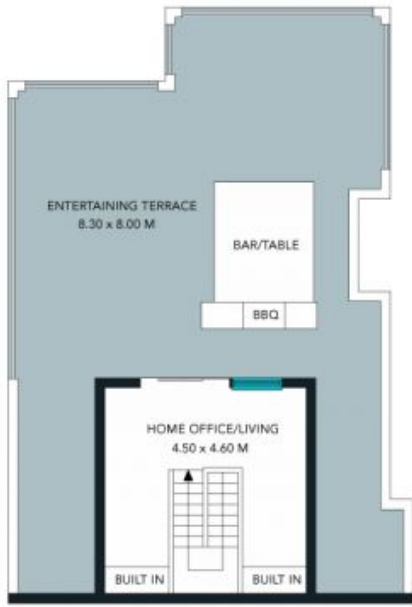 ENTERTAINING TERRACE
8.30 x 8.00 M
BAR/TABLE
BBQ
HOME OFFICE/LIVING
4.50 x 4.60 M
BUILT IN
BUILT IN